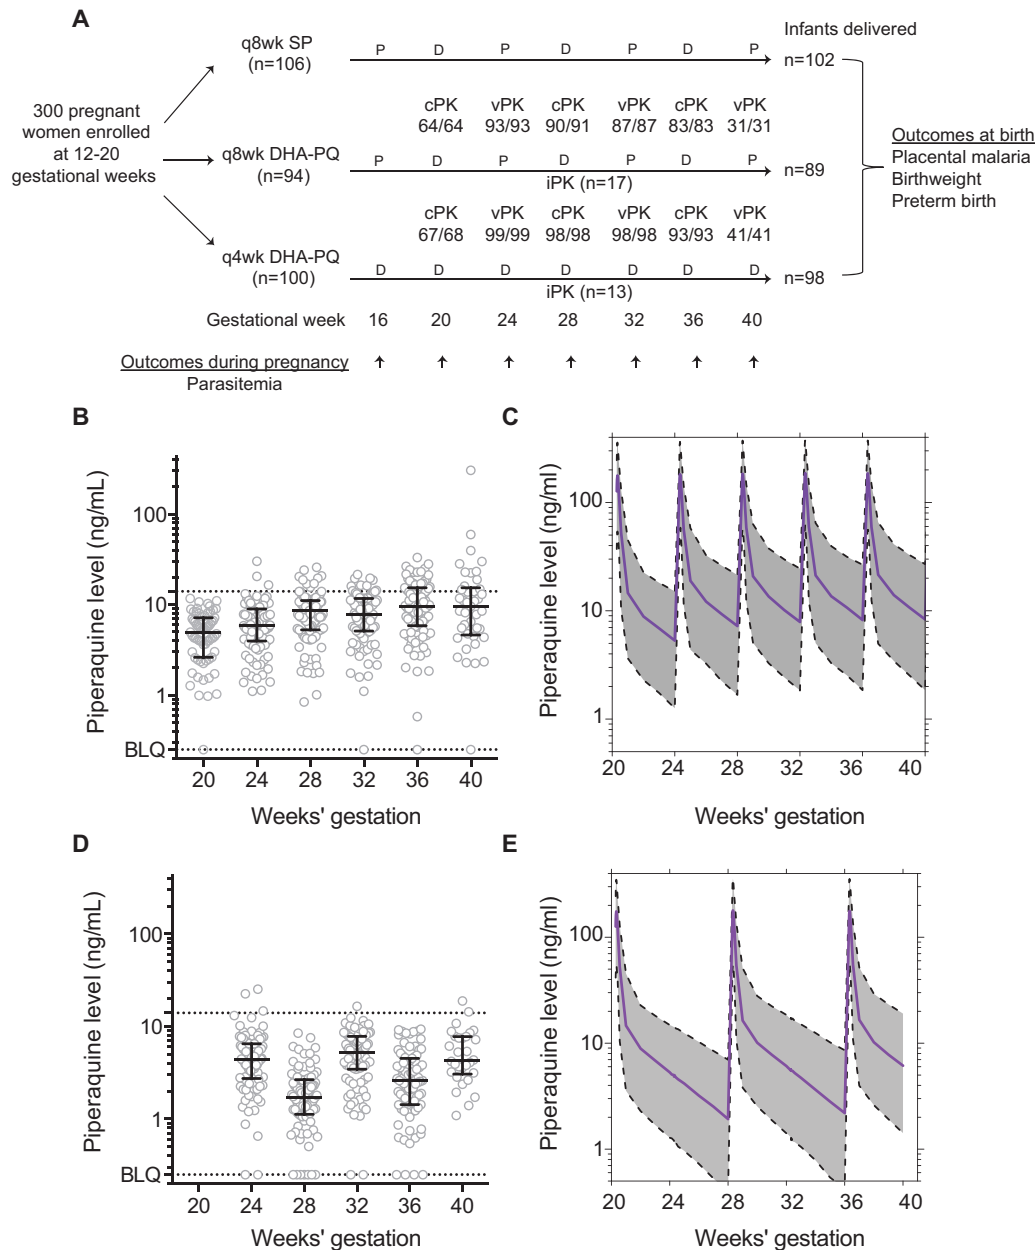 A
Infants delivered
q8wk SP
(n=106)
P D P D P D P
n=102
300 pregnant
women enrolled
at 12-20
gestational weeks
cPK vPK cPK vPK cPK vPK
64/64 93/93 90/91 87/87 83/83 31/31
q8wk DHA-PQ
(n=94)
P D P D P D P
iPK (n=17)
n=89
Outcomes at birth
Placental malaria
Birthweight
Preterm birth
cPK vPK cPK vPK cPK vPK
67/68 99/99 98/98 98/98 93/93 41/41
q4wk DHA-PQ
(n=100)
D D D D D D D
iPK (n=13)
n=98
Gestational week 16 20 24 28 32 36 40
Outcomes during pregnancy
Parasitemia
B
Piperaquine level (ng/mL)
100
10
1
BLQ
20 24 28 32 36 40
Weeks' gestation
C
Piperaquine level (ng/ml)
100
10
1
20 24 28 32 36 40
Weeks' gestation
D
Piperaquine level (ng/mL)
100
10
1
BLQ
20 24 28 32 36 40
Weeks' gestation
E
Piperaquine level (ng/ml)
100
10
1
20 24 28 32 36 40
Weeks' gestation